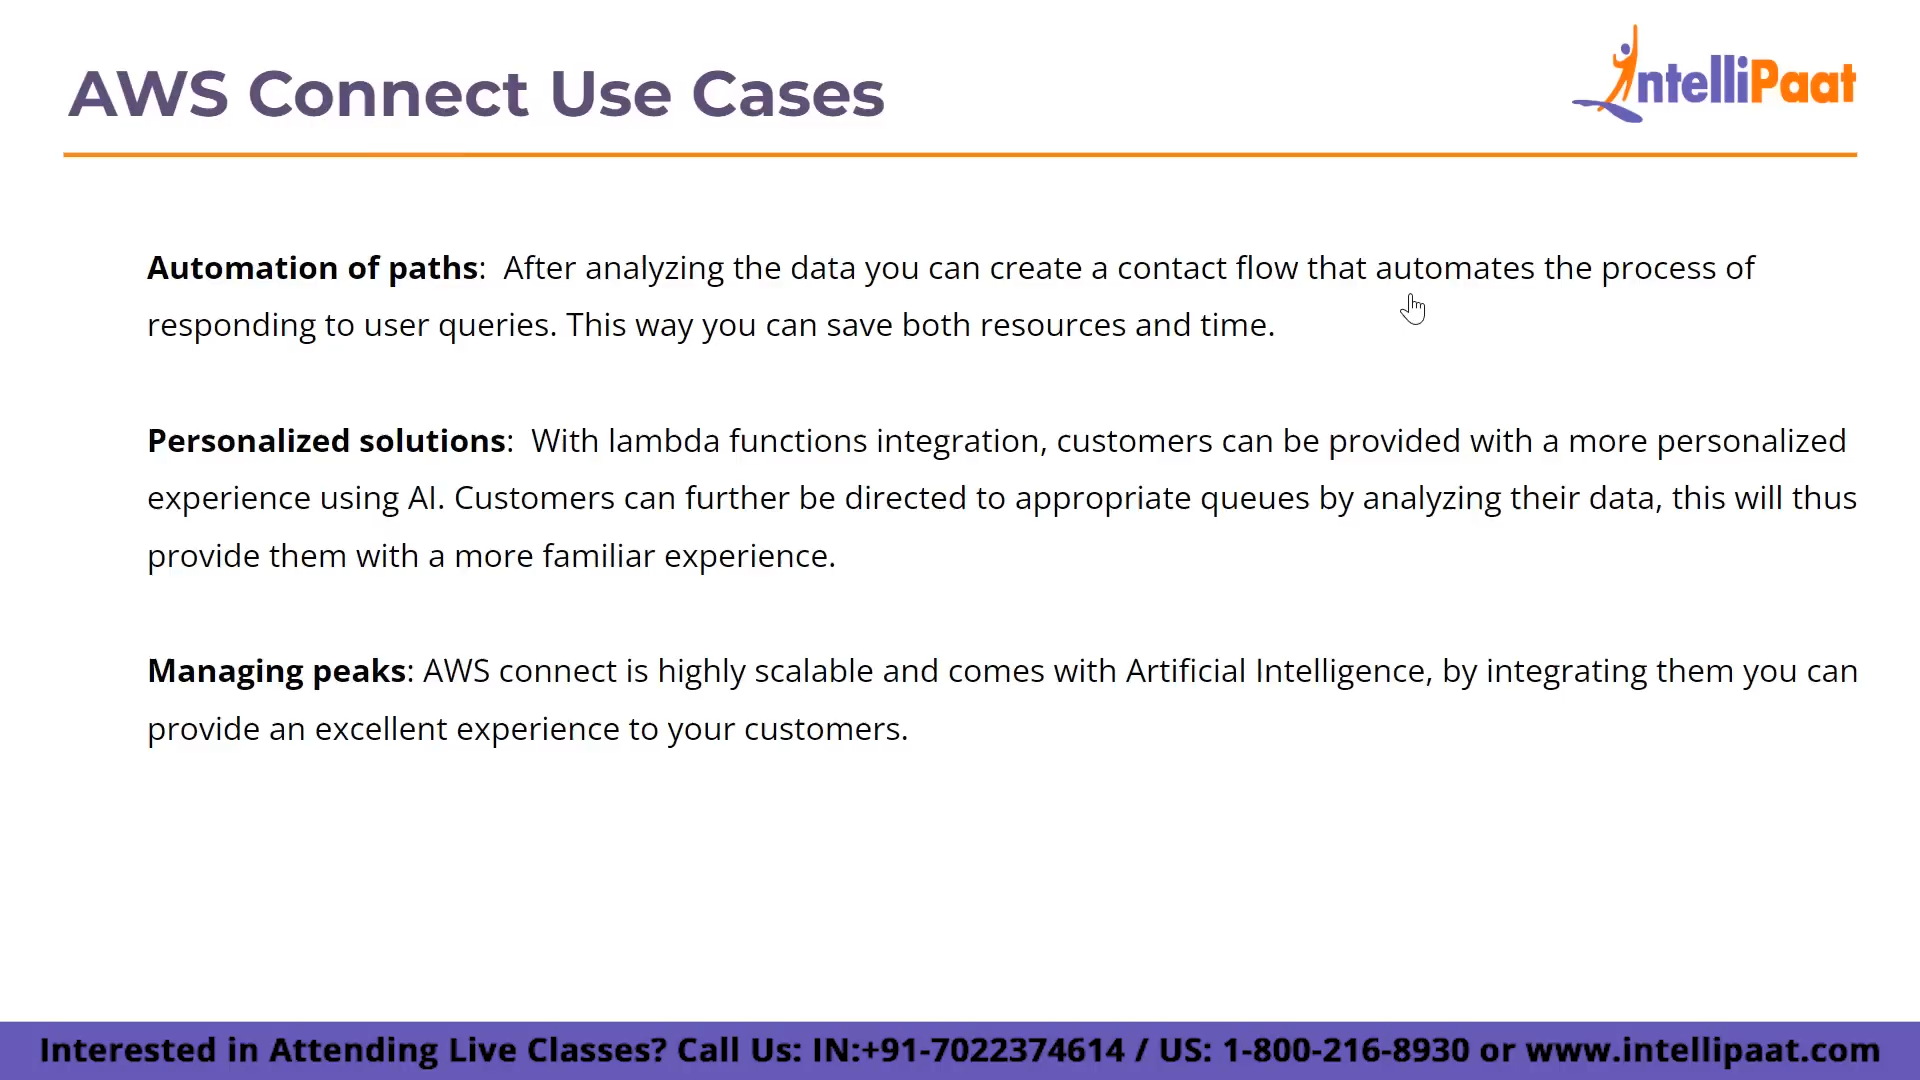 AWS Connect Use Cases
IntelliPaat
Automation of paths: After analyzing the data you can create a contact flow that automates the process of
responding to user queries. This way you can save both resources and time.
Personalized solutions: With lambda functions integration, customers can be provided with a more personalized
experience using AI. Customers can further be directed to appropriate queues by analyzing their data, this will thus
provide them with a more familiar experience.
Managing peaks: AWS connect is highly scalable and comes with Artificial Intelligence, by integrating them you can
provide an excellent experience to your customers.
Interested in Attending Live Classes? Call Us: IN:+91-7022374614 / US: 1-800-216-8930 or www.intellipaat.com